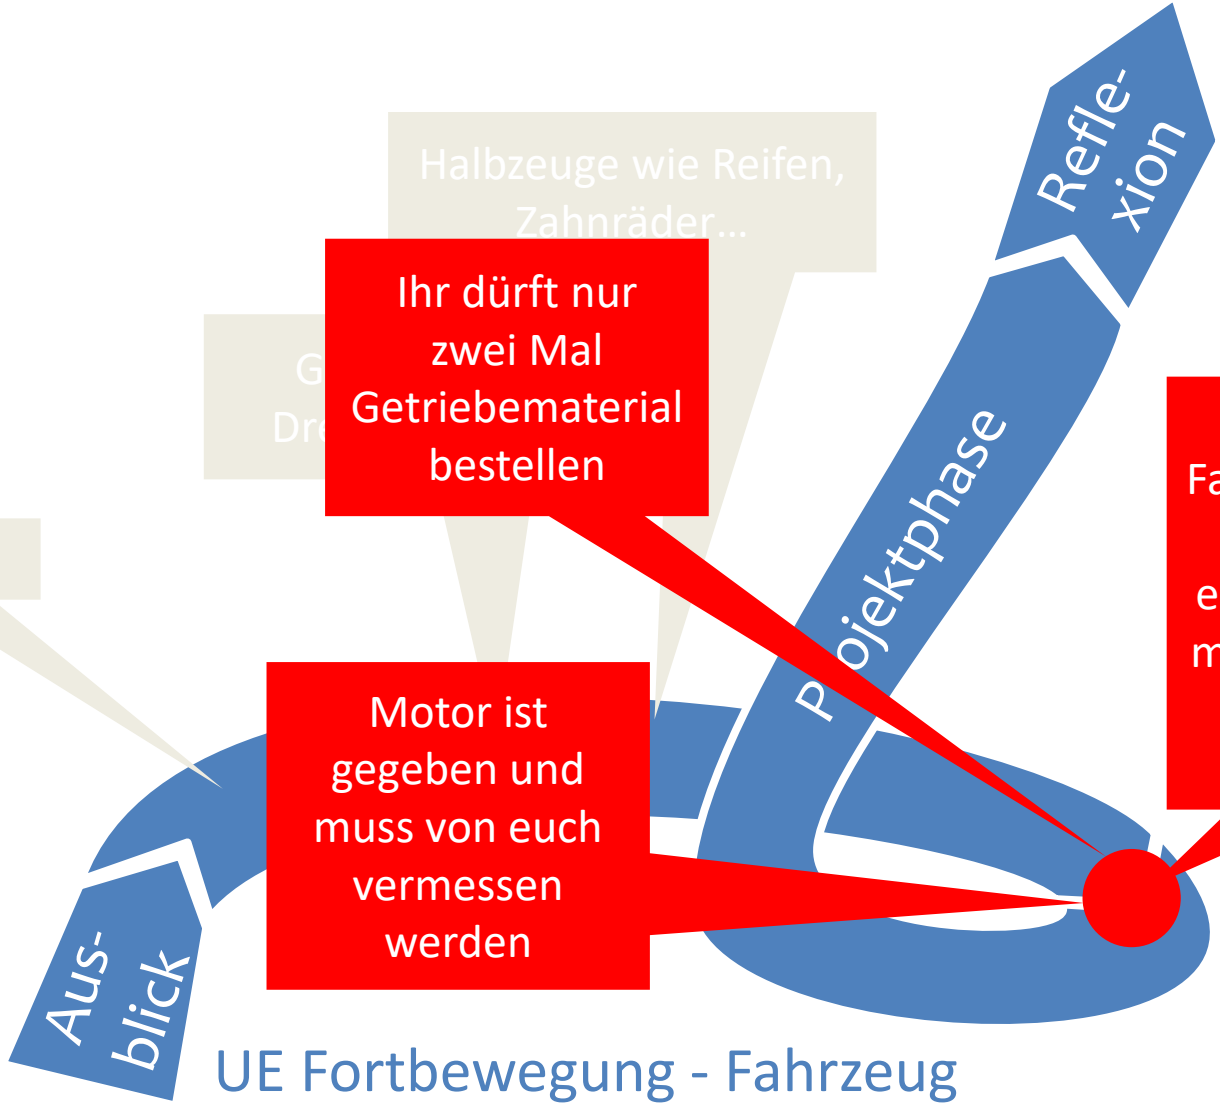 Refle-
xion
Halbzeuge wie Reifen,
Zahnräder…
Ihr dürft nur
zwei Mal
Getriebematerial
bestellen
Projektphase
Motor ist
gegeben und
muss von euch
vermessen
werden
Aus-
blick
UE Fortbewegung - Fahrzeug